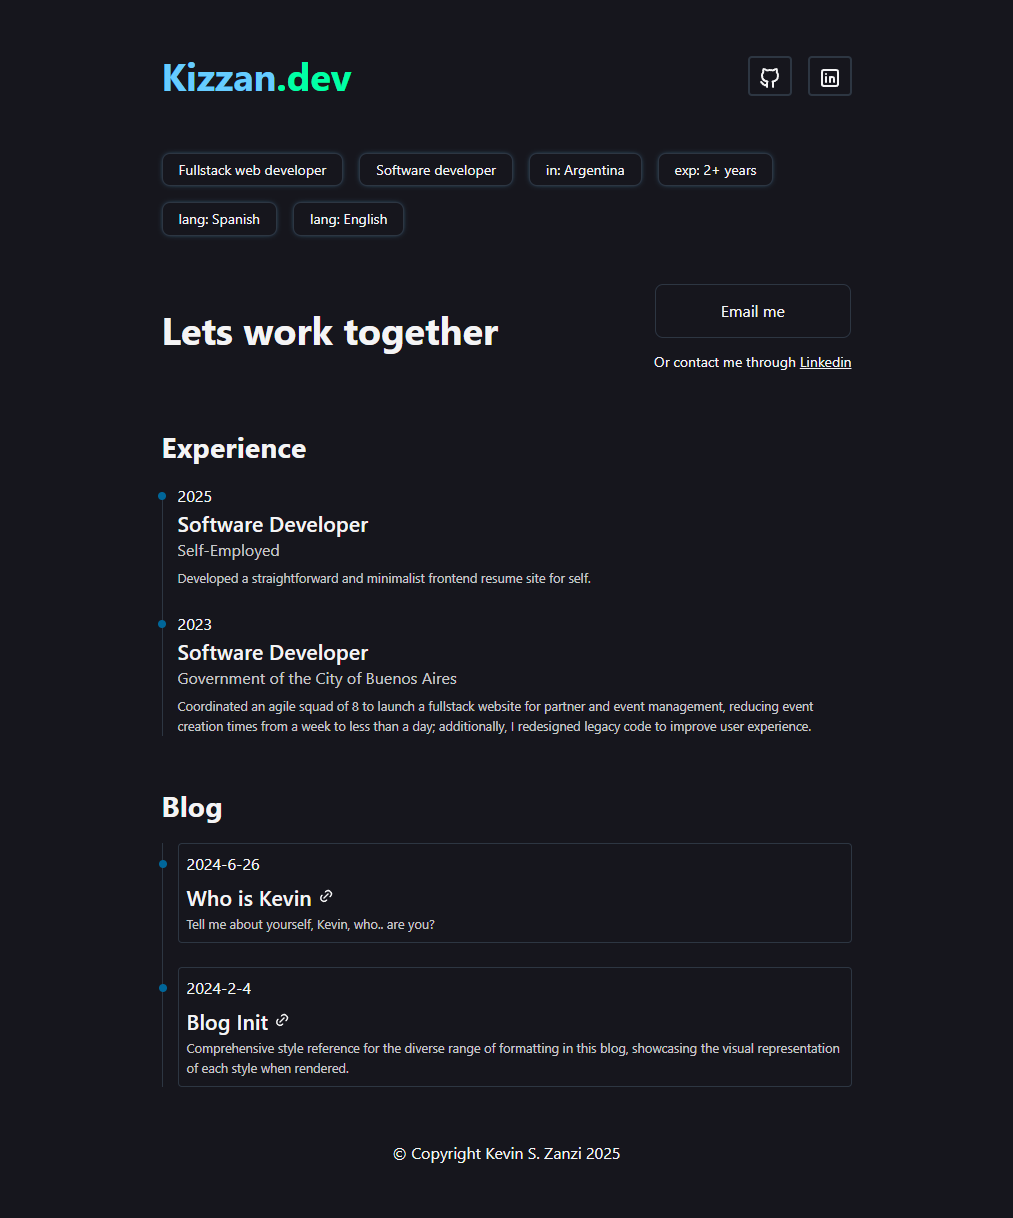 Kizzan.dev
Fullstack web developer
Software developer
in: Argentina
exp: 2+ years
lang: Spanish
lang: English
Lets work together
Email me
Or contact me through Linkedin
Experience
2025
Software Developer
Self-Employed
Developed a straightforward and minimalist frontend resume site for self.
2023
Software Developer
Government of the City of Buenos Aires
Coordinated an agile squad of 8 to launch a fullstack website for partner and event management, reducing event
creation times from a week to less than a day; additionally, I redesigned legacy code to improve user experience.
Blog
2024-6-26
Who is Kevin
Tell me about yourself, Kevin, who.. are you?
2024-2-4
Blog Init
Comprehensive style reference for the diverse range of formatting in this blog, showcasing the visual representation
of each style when rendered.
© Copyright Kevin S. Zanzi 2025